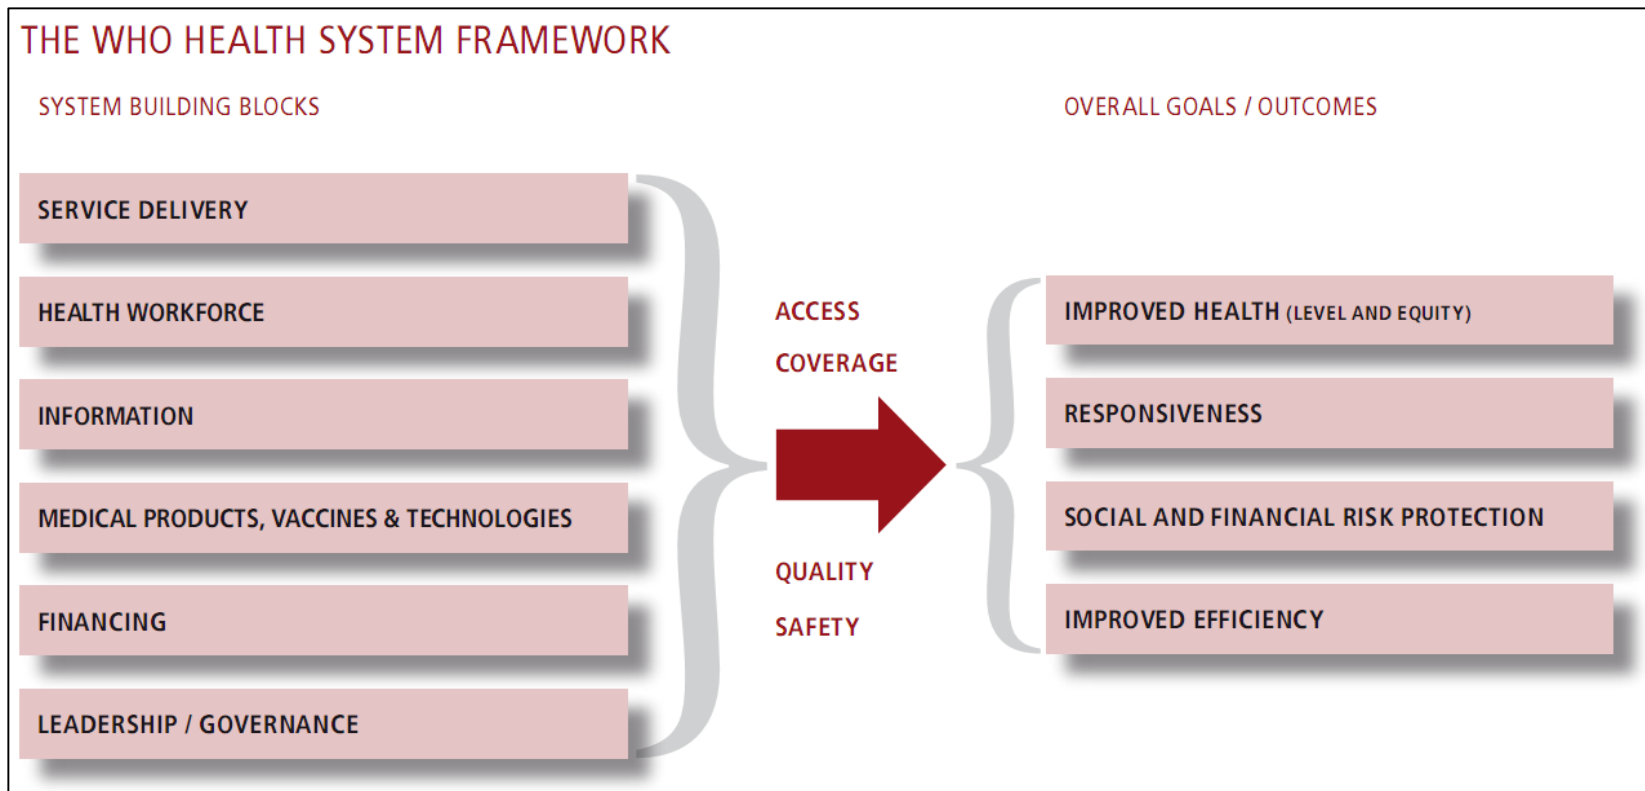 THE WHO HEALTH SYSTEM FRAMEWORK
SYSTEM BUILDING BLOCKS
SERVICE DELIVERY
HEALTH WORKFORCE
INFORMATION
MEDICAL PRODUCTS, VACCINES & TECHNOLOGIES
FINANCING
LEADERSHIP / GOVERNANCE
ACCESS
COVERAGE
QUALITY
SAFETY
OVERALL GOALS / OUTCOMES
IMPROVED HEALTH (LEVEL AND EQUITY)
RESPONSIVENESS
SOCIAL AND FINANCIAL RISK PROTECTION
IMPROVED EFFICIENCY